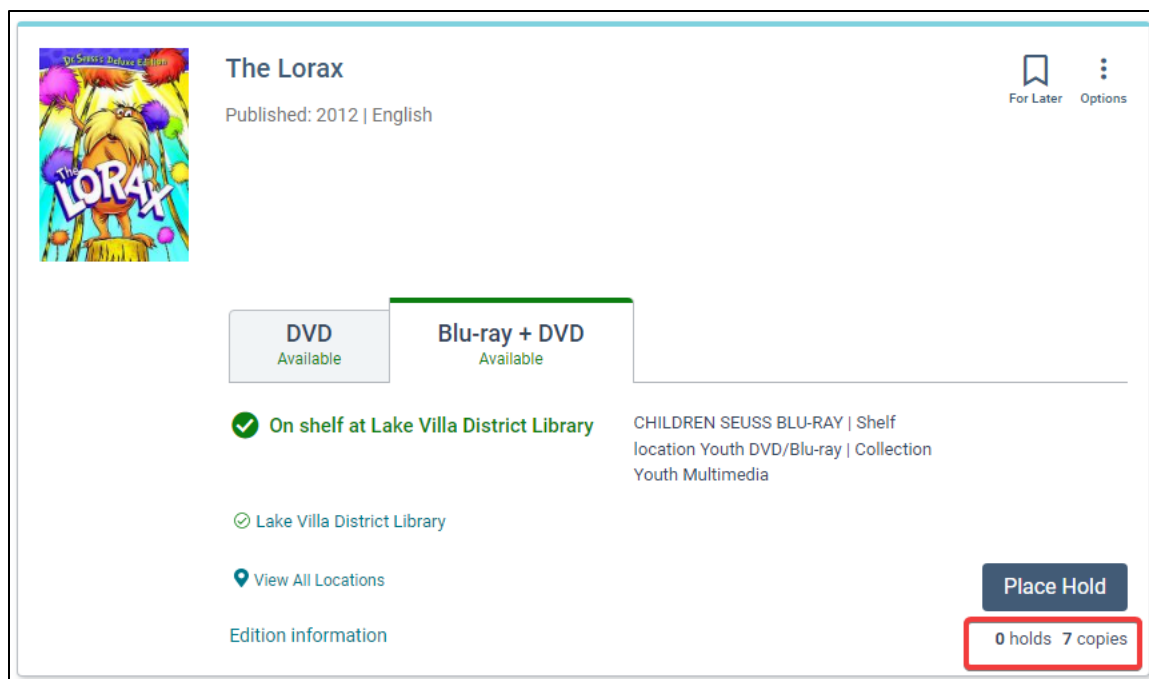 Dr. Seuss's Deluxe Edition
The
LORAX
The Lorax
Published: 2012 | English
For Later
Options
DVD
Available
Blu-ray + DVD
Available
On shelf at Lake Villa District Library
CHILDREN SEUSS BLU-RAY | Shelf
location Youth DVD/Blu-ray | Collection
Youth Multimedia
Lake Villa District Library
View All Locations
Place Hold
Edition information
0 holds 7 copies